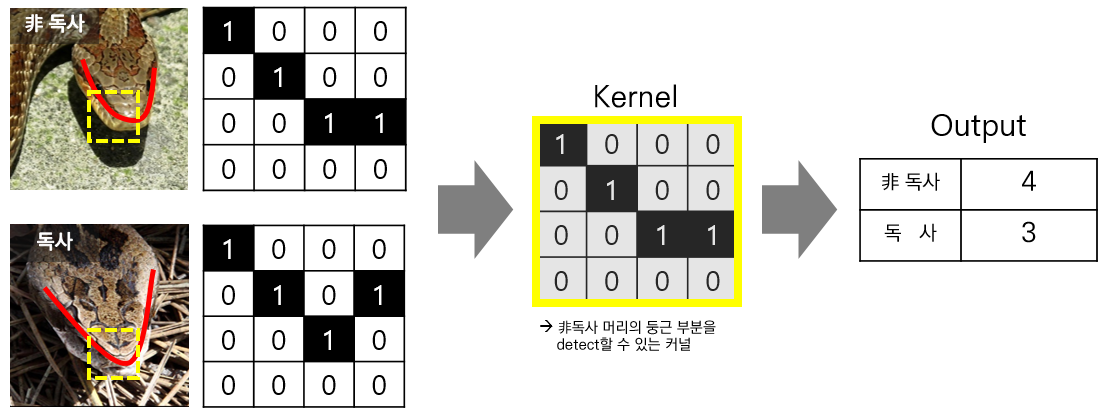 非 독사
1 0 0 0
0 1 0 0
0 0 1 1
0 0 0 0
독사
1 0 0 0
0 1 0 1
0 0 1 0
0 0 0 0
Kernel
1 0 0 0
0 1 0 0
0 0 1 1
0 0 0 0
→ 非독사 머리의 둥근 부분을
detect할 수 있는 커널
Output
非 독사 4
독 사 3